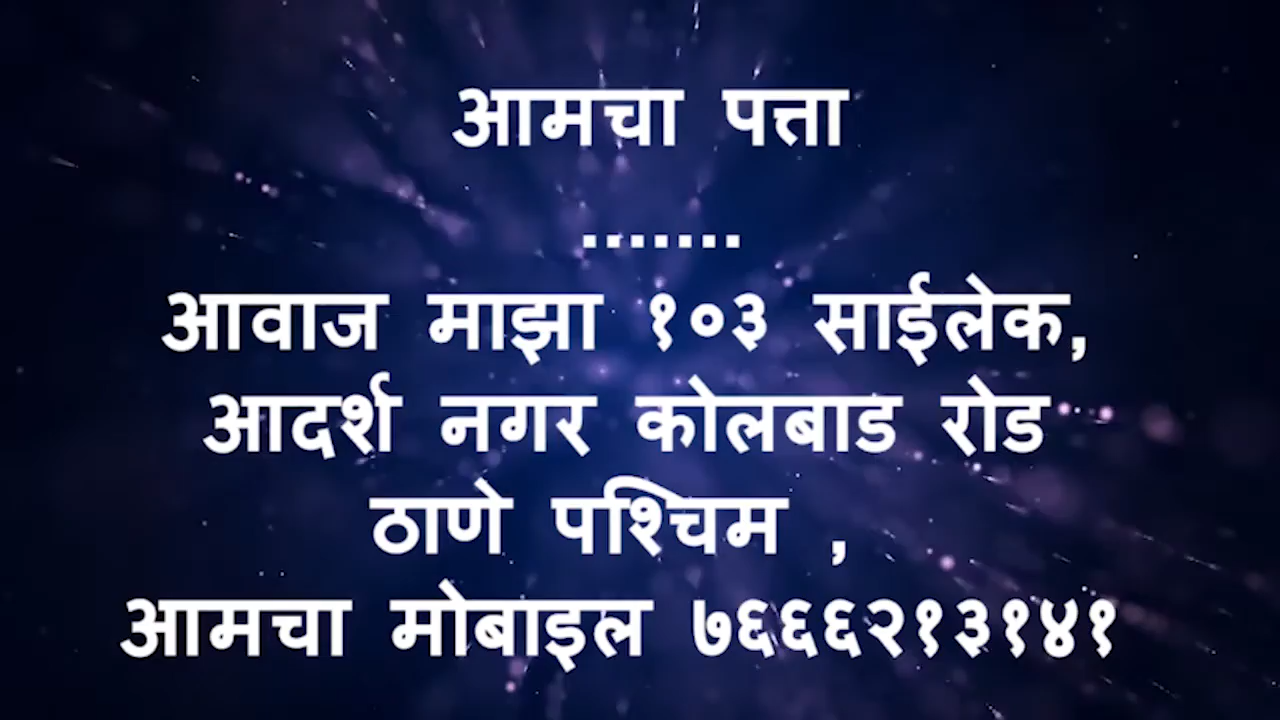 आमचा पत्ता
.......
आवाज माझा १०३ साईलेक,
आदर्श नगर कोलबाड रोड
ठाणे पश्चिम ,
आमचा मोबाइल ७६६६२१३१४१